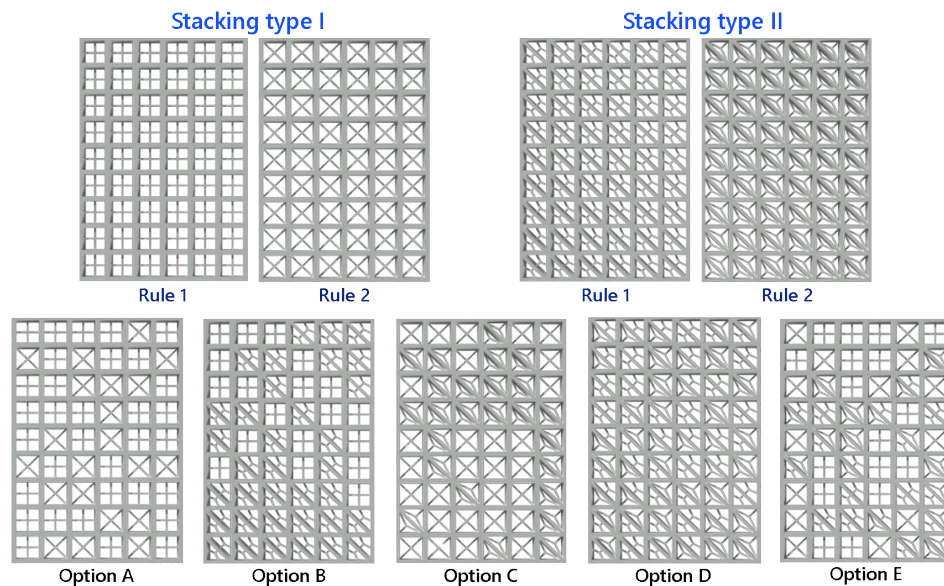 Stacking type I
Stacking type II
Rule 1
Rule 2
Rule 1
Rule 2
Option A
Option B
Option C
Option D
Option E